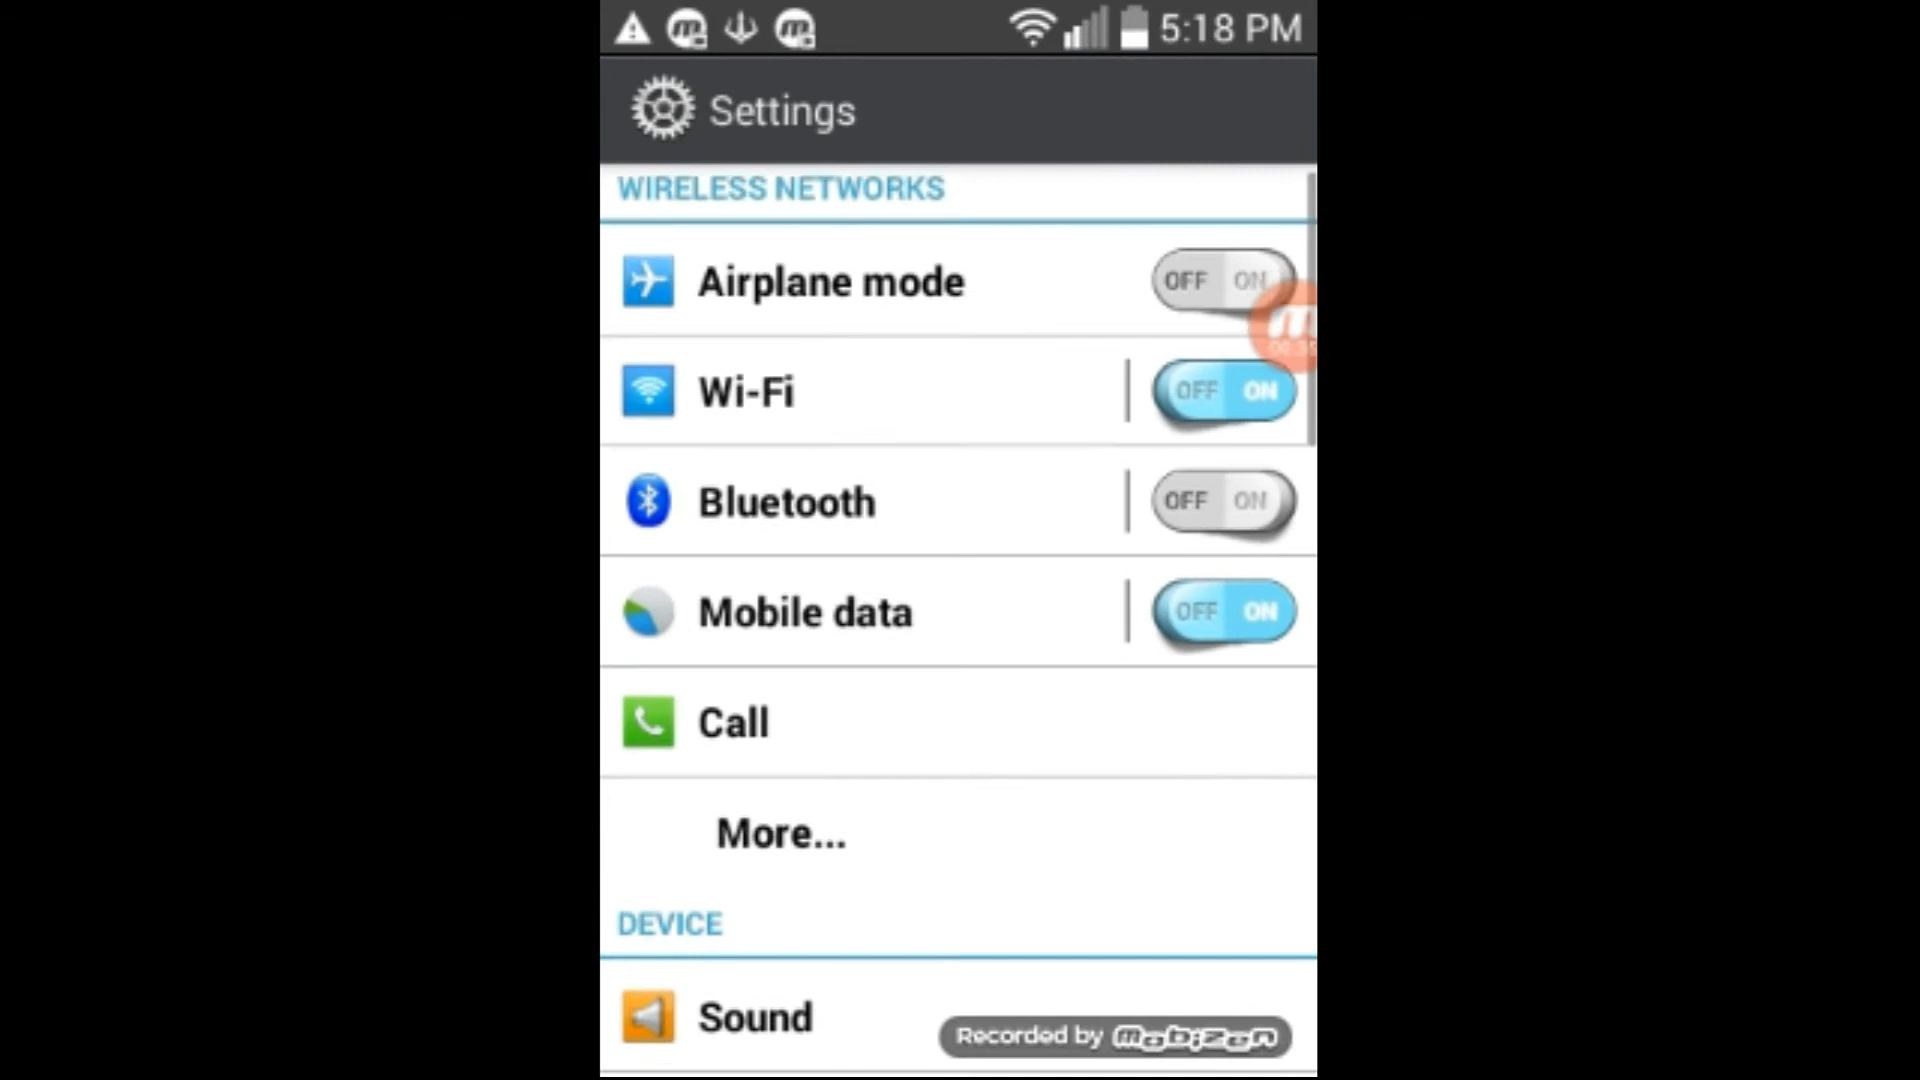 5:18 PM
Settings
WIRELESS NETWORKS
Airplane mode OFF ON
Wi-Fi OFF ON
Bluetooth OFF ON
Mobile data OFF ON
Call
More...
DEVICE
Sound
Recorded by mobizen